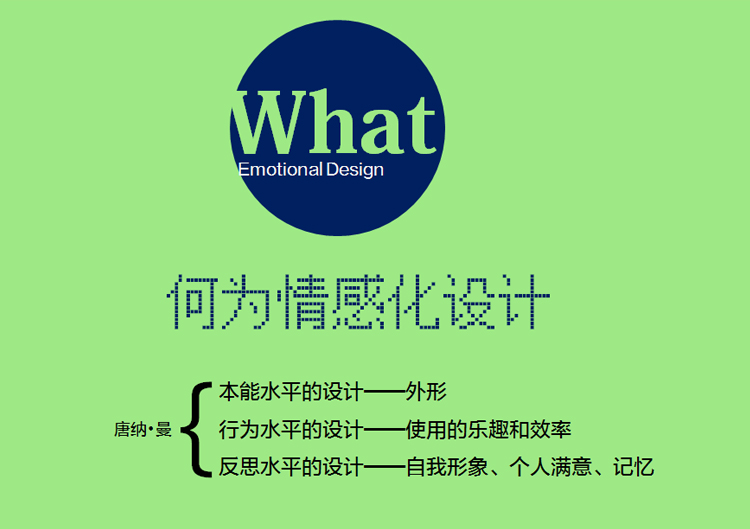 What
Emotional Design
何为情感化设计
本能水平的设计——外形
唐纳•曼
行为水平的设计——使用的乐趣和效率
反思水平的设计——自我形象、个人满意、记忆